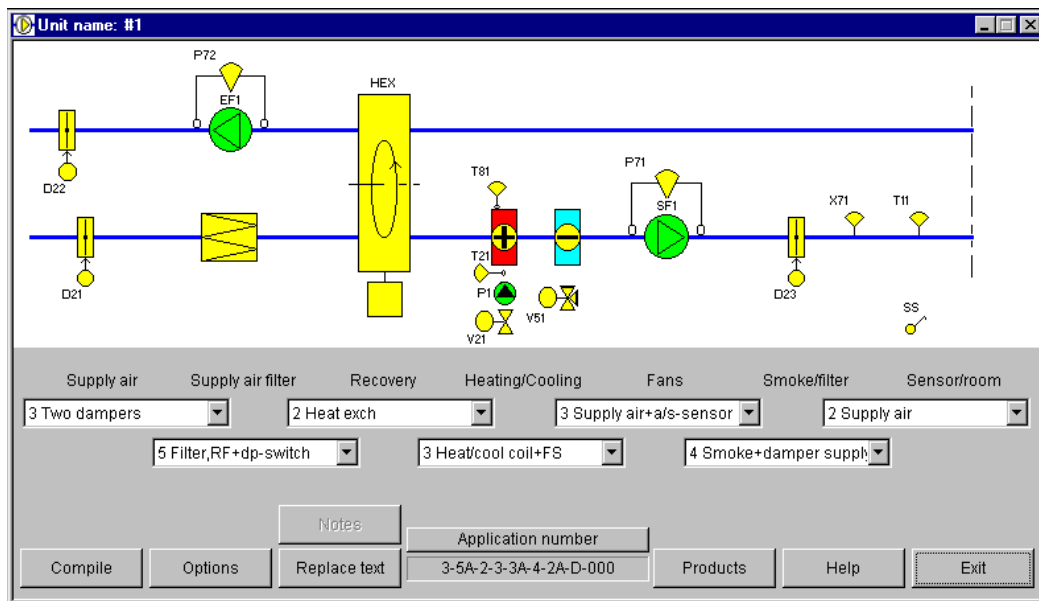 Unit name: #1
P72
EF1
HEX
D22
T81
P71
SF1
X71
T11
D21
T21
P1
V21
V51
D23
SS
Supply air
Supply air filter
Recovery
Heating/Cooling
Fans
Smoke/filter
Sensor/room
3 Two dampers
2 Heat exch
3 Supply air+a/s-sensor
2 Supply air
5 Filter,RF+dp-switch
3 Heat/cool coil+FS
4 Smoke+damper supply
Notes
Application number
Compile
Options
Replace text
3-5A-2-3-3A-4-2A-D-000
Products
Help
Exit